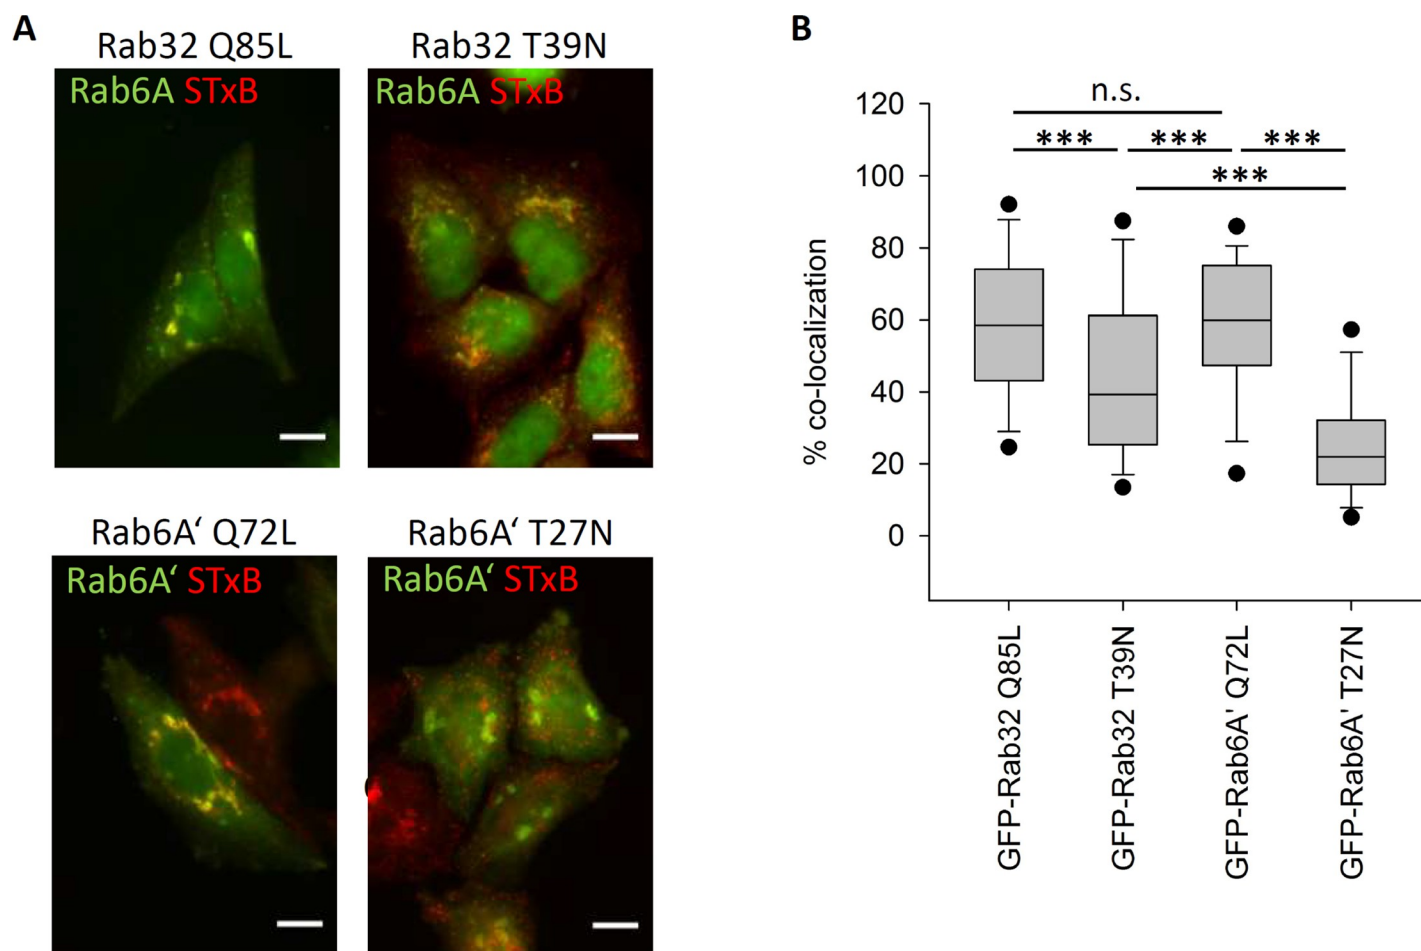 A
Rab32 Q85L
Rab32 T39N
Rab6A STxB
Rab6A STxB
Rab6A‘ Q72L
Rab6A‘ T27N
Rab6A‘ STxB
Rab6A‘ STxB
B
n.s.
*** *** ***
***
120
100
80
60
40
20
0
% co-localization
GFP-Rab32 Q85L
GFP-Rab32 T39N
GFP-Rab6A' Q72L
GFP-Rab6A' T27N